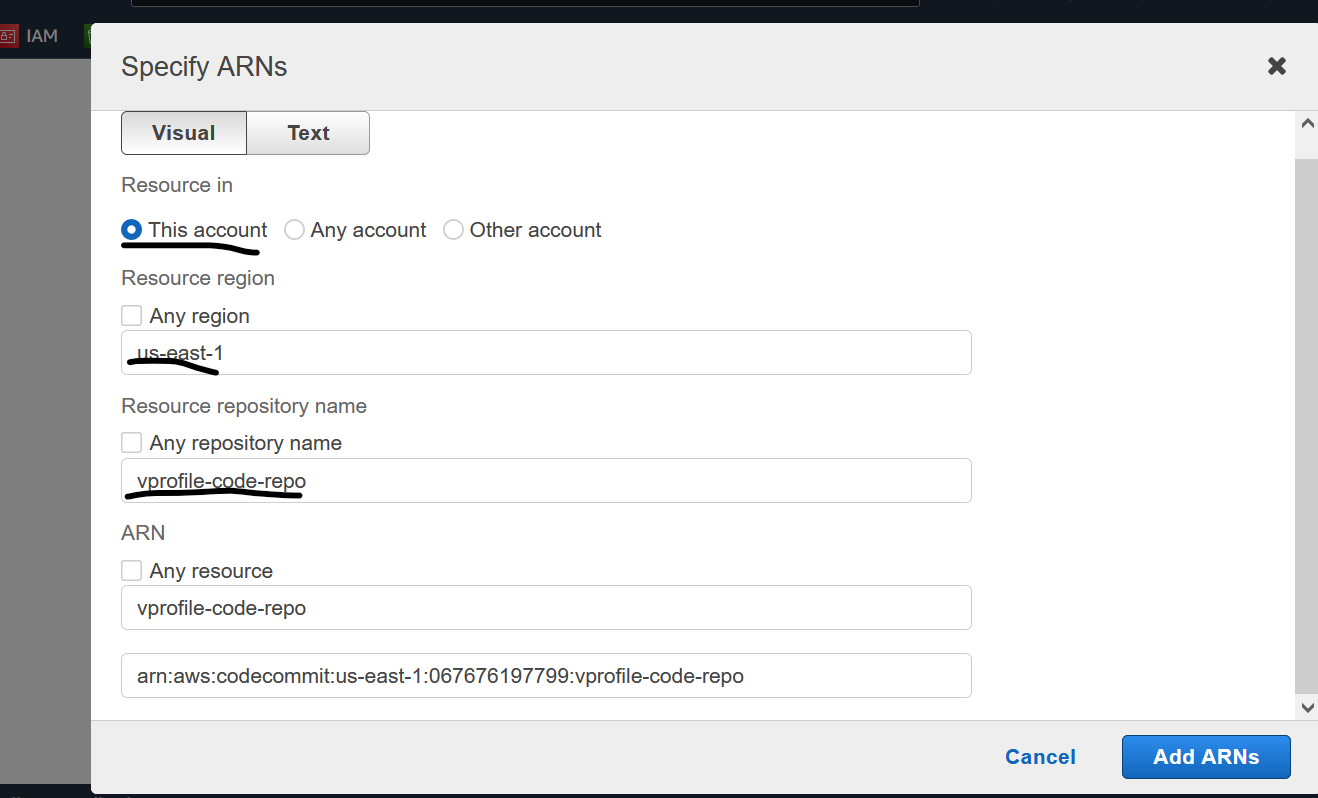 IAM
Specify ARNs
Visual Text
Resource in
This account Any account Other account
Resource region
Any region
us-east-1
Resource repository name
Any repository name
vprofile-code-repo
ARN
Any resource
vprofile-code-repo
arn:aws:codecommit:us-east-1:067676197799:vprofile-code-repo
Cancel Add ARNs